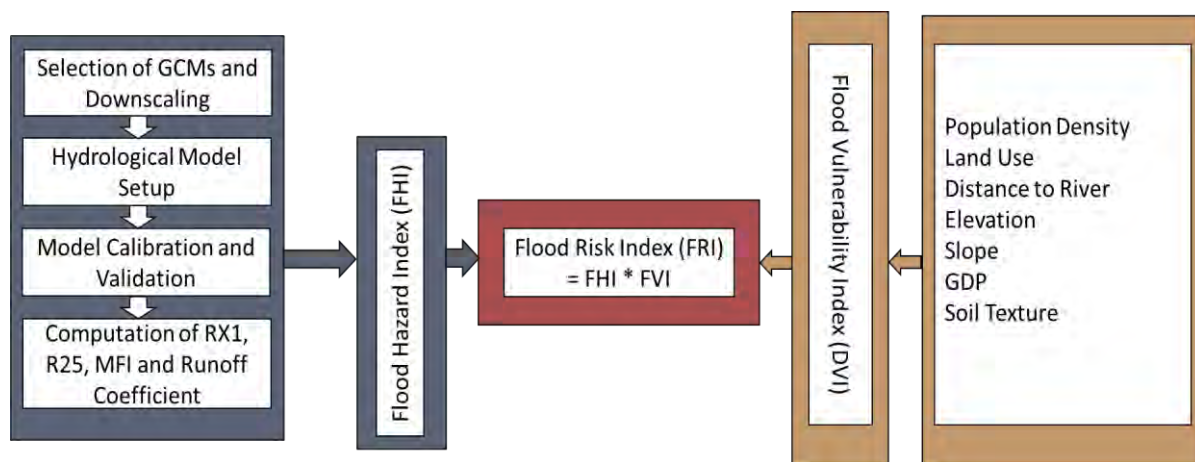 Selection of GCMs and
Downscaling
Hydrological Model
Setup
Model Calibration and
Validation
Computation of RX1,
R25, MFI and Runoff
Coefficient
Flood Hazard Index (FHI)
Flood Risk Index (FRI)
= FHI * FVI
Flood Vulnerability Index (DVI)
Population Density
Land Use
Distance to River
Elevation
Slope
GDP
Soil Texture